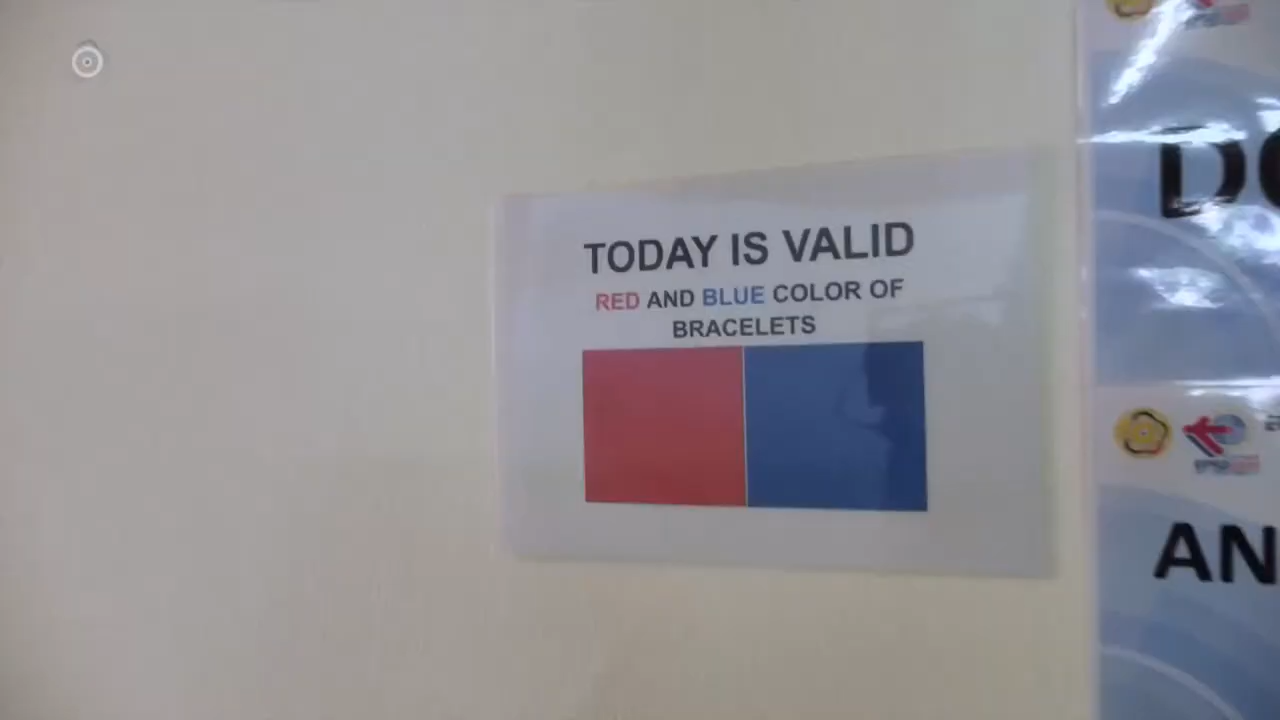 TODAY IS VALID
RED AND BLUE COLOR OF
BRACELETS
AN